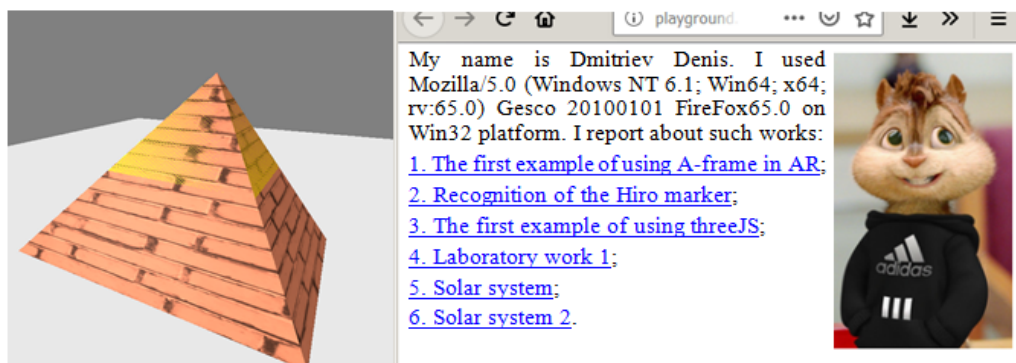 playground.
My name is Dmitriev Denis. I used
Mozilla/5.0 (Windows NT 6.1; Win64; x64;
rv:65.0) Gesco 20100101 FireFox65.0 on
Win32 platform. I report about such works:
1. The first example of using A-frame in AR;
2. Recognition of the Hiro marker;
3. The first example of using threeJS;
4. Laboratory work 1;
5. Solar system;
6. Solar system 2.
adidas